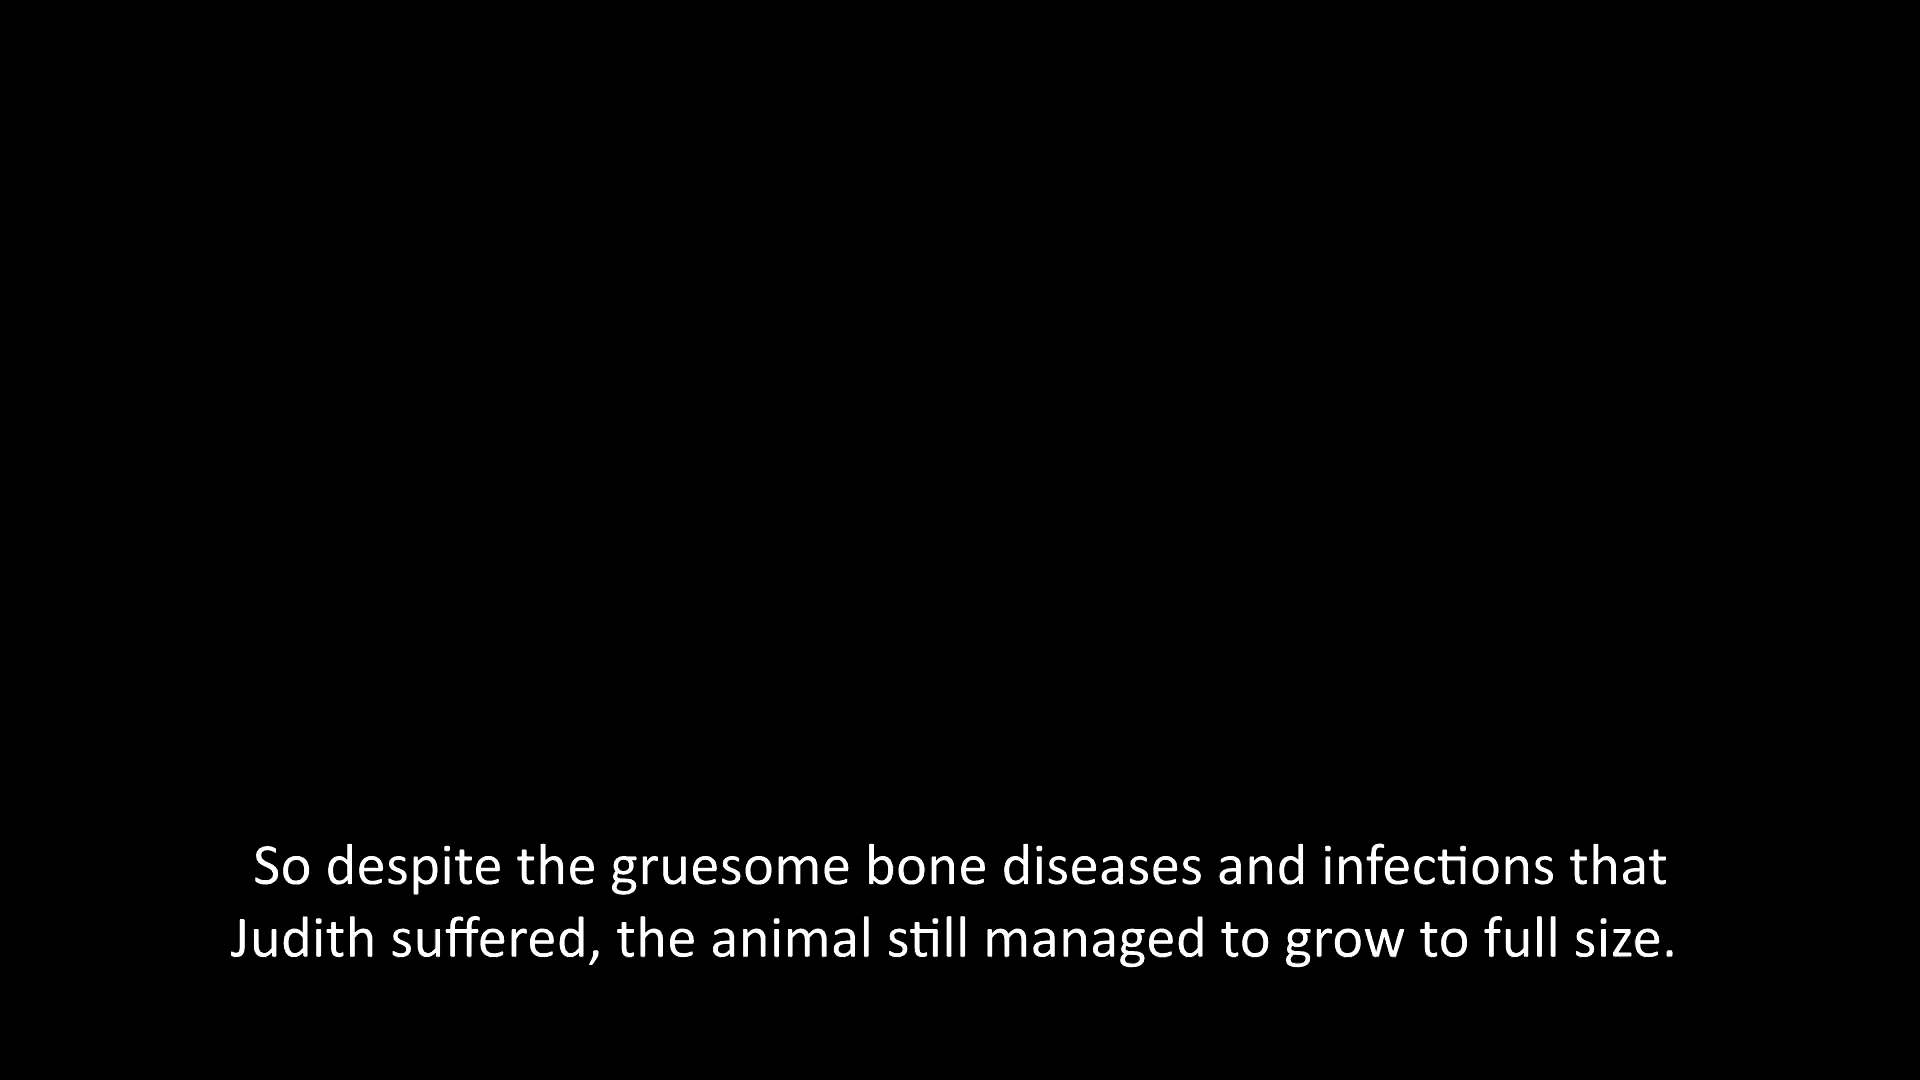 So despite the gruesome bone diseases and infections that
Judith suffered, the animal still managed to grow to full size.